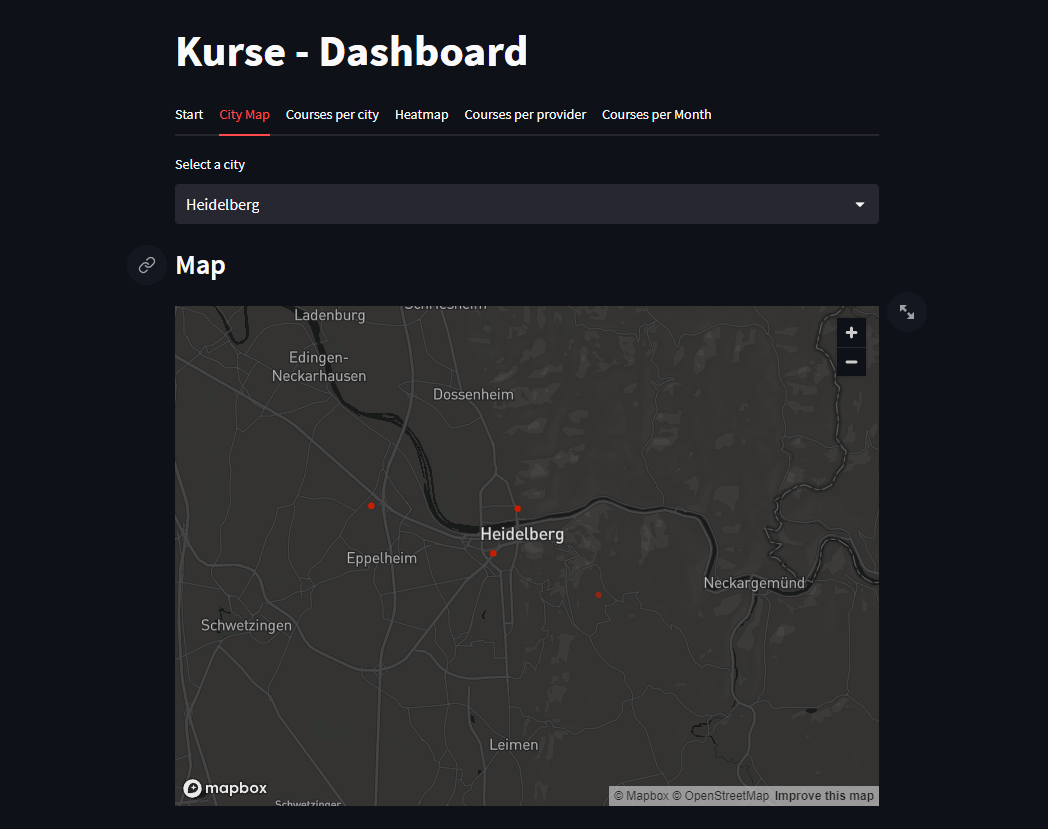 Kurse - Dashboard
Start City Map Courses per city Heatmap Courses per provider Courses per Month
Select a city
Heidelberg
Map
Schriesheim
Ladenburg
+
Edingen-
Neckarhausen
−
Dossenheim
Heidelberg
Eppelheim
Neckargemünd
Schwetzingen
Leimen
mapbox
© Mapbox © OpenStreetMap Improve this map
Schwetzinger